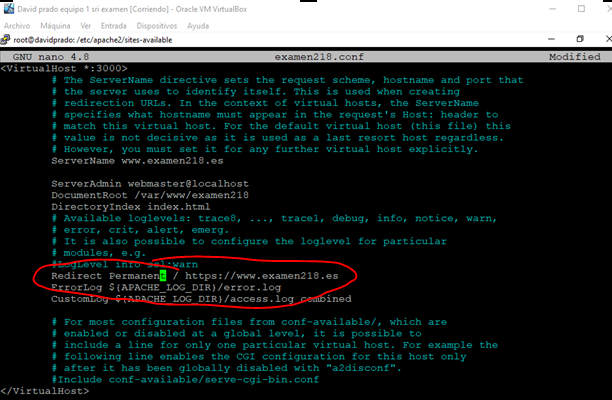 David prado equipo 1 sri examen [Corriendo] - Oracle VM VirtualBox
Archivo Máquina Ver Entrada Dispositivos Ayuda
root@davidprado: /etc/apache2/sites-available
GNU nano 4.8 examen218.conf Modified
<VirtualHost *:3000>
# The ServerName directive sets the request scheme, hostname and port that
# the server uses to identify itself. This is used when creating
# redirection URLs. In the context of virtual hosts, the ServerName
# specifies what hostname must appear in the request's Host: header to
# match this virtual host. For the default virtual host (this file) this
# value is not decisive as it is used as a last resort host regardless.
# However, you must set it for any further virtual host explicitly.
ServerName www.examen218.es
ServerAdmin webmaster@localhost
DocumentRoot /var/www/examen218
DirectoryIndex index.html
# Available loglevels: trace8, ..., trace1, debug, info, notice, warn,
# error, crit, alert, emerg.
# It is also possible to configure the loglevel for particular
# modules, e.g.
#LogLevel info ssl:warn
Redirect Permanent / https://www.examen218.es
ErrorLog ${APACHE_LOG_DIR}/error.log
CustomLog ${APACHE_LOG_DIR}/access.log combined
# For most configuration files from conf-available/, which are
# enabled or disabled at a global level, it is possible to
# include a line for only one particular virtual host. For example the
# following line enables the CGI configuration for this host only
# after it has been globally disabled with "a2disconf".
#Include conf-available/serve-cgi-bin.conf
</VirtualHost>